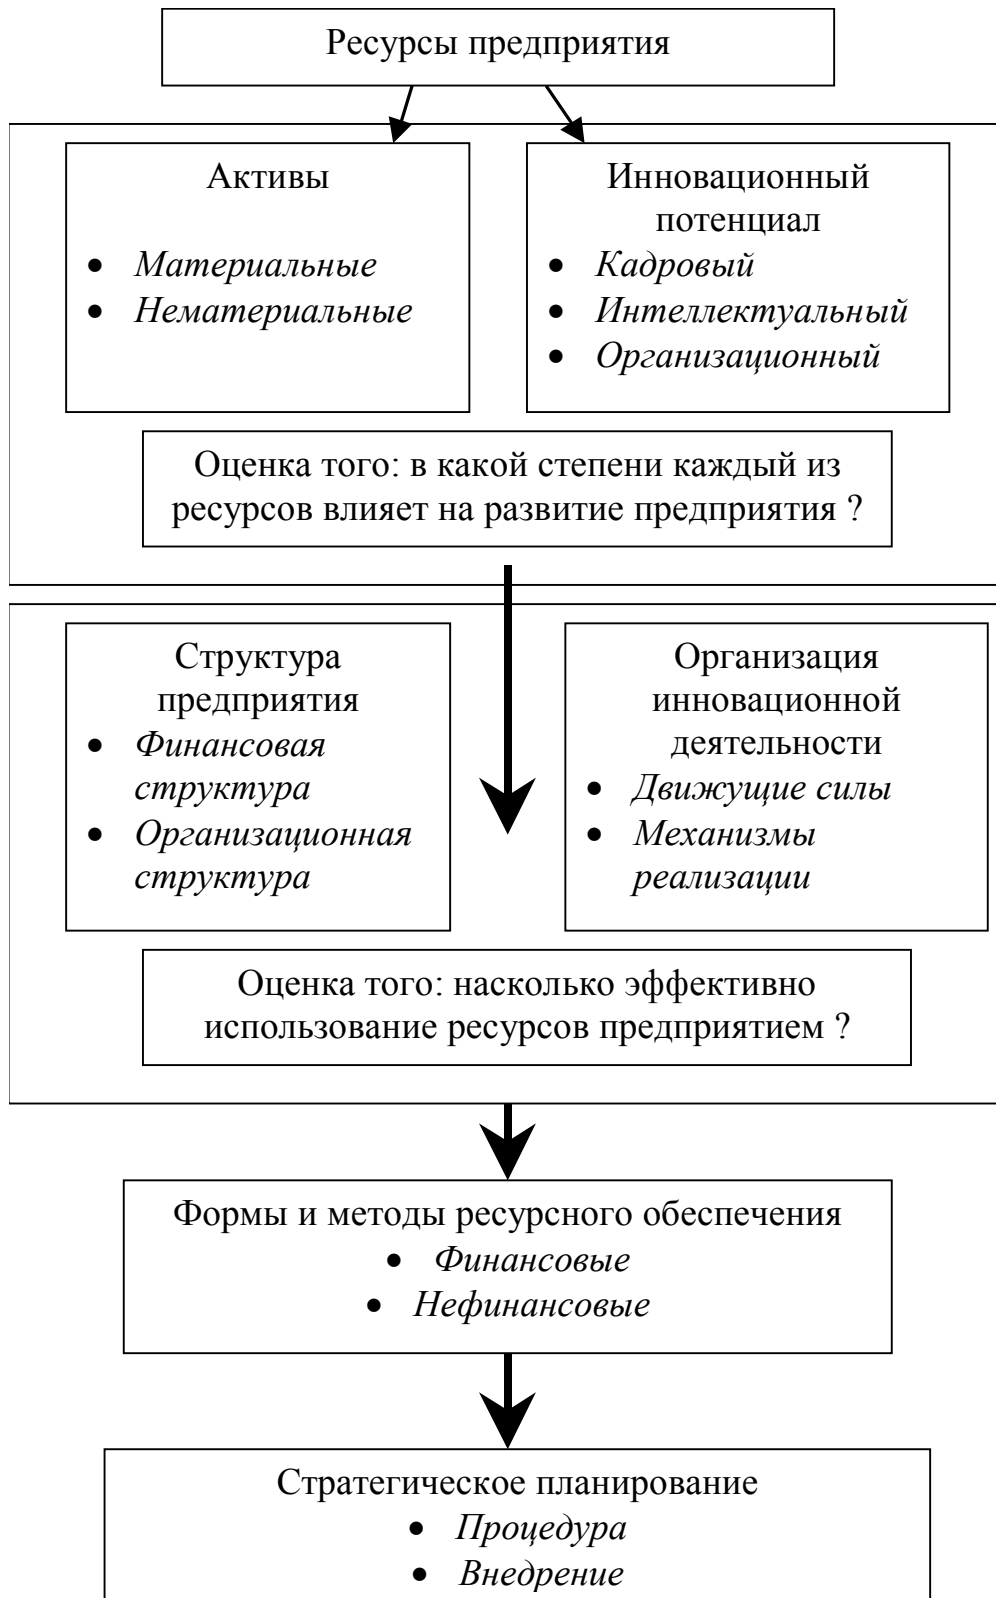 Ресурсы предприятия
Активы
• Материальные
• Нематериальные
Инновационный
потенциал
• Кадровый
• Интеллектуальный
• Организационный
Оценка того: в какой степени каждый из
ресурсов влияет на развитие предприятия ?
Структура
предприятия
• Финансовая
структура
• Организационная
структура
Организация
инновационной
деятельности
• Движущие силы
• Механизмы
реализации
Оценка того: насколько эффективно
использование ресурсов предприятием ?
Формы и методы ресурсного обеспечения
• Финансовые
• Нефинансовые
Стратегическое планирование
• Процедура
• Внедрение